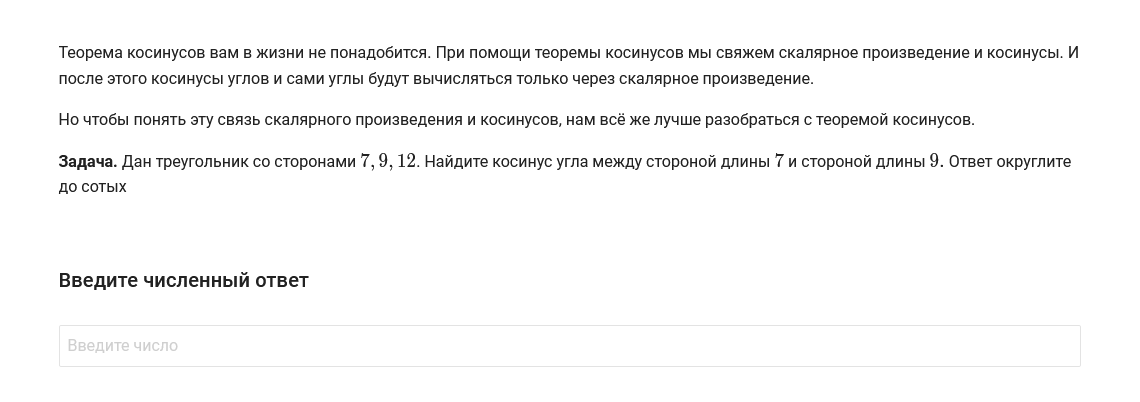 Теорема косинусов вам в жизни не понадобится. При помощи теоремы косинусов мы свяжем скалярное произведение и косинусы. И
после этого косинусы углов и сами углы будут вычисляться только через скалярное произведение.
Но чтобы понять эту связь скалярного произведения и косинусов, нам всё же лучше разобраться с теоремой косинусов.
Задача. Дан треугольник со сторонами 7, 9, 12. Найдите косинус угла между стороной длины 7 и стороной длины 9. Ответ округлите
до сотых
Введите численный ответ
Введите число